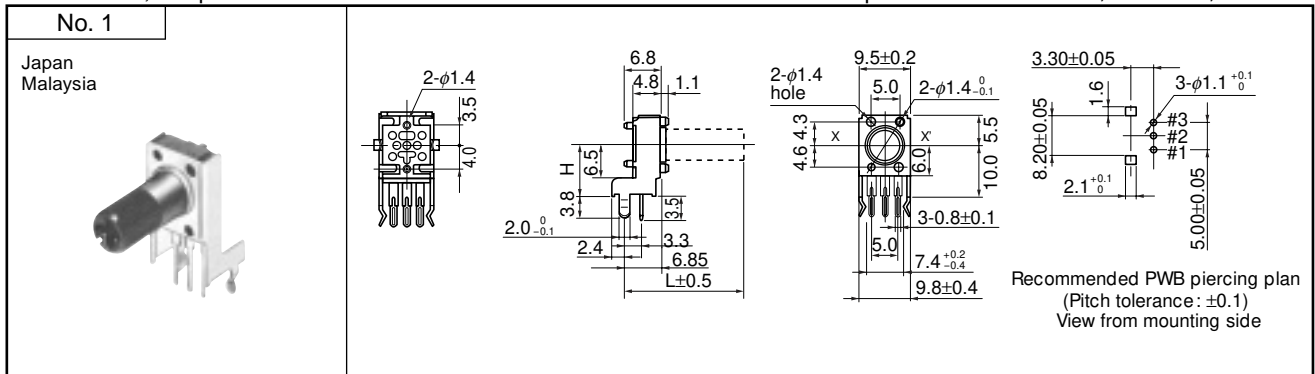 No. 1
Japan
Malaysia
2-ϕ1.4
3.5
4.0
6.8
4.8
1.1
H
6.5
3.8
3.5
2.0 0 -0.1
2.4
3.3
6.85
L±0.5
9.5±0.2
2-ϕ1.4
hole
5.0
2-ϕ1.4 0 -0.1
4.3
4.6
X
X'
5.5
6.0
10.0
3-0.8±0.1
5.0
7.4 +0.2 -0.4
9.8±0.4
3.30±0.05
1.6
3-ϕ1.1 +0.1 0
#3
#2
#1
8.20±0.05
2.1 +0.1 0
5.00±0.05
Recommended PWB piercing plan
(Pitch tolerance: ±0.1)
View from mounting side